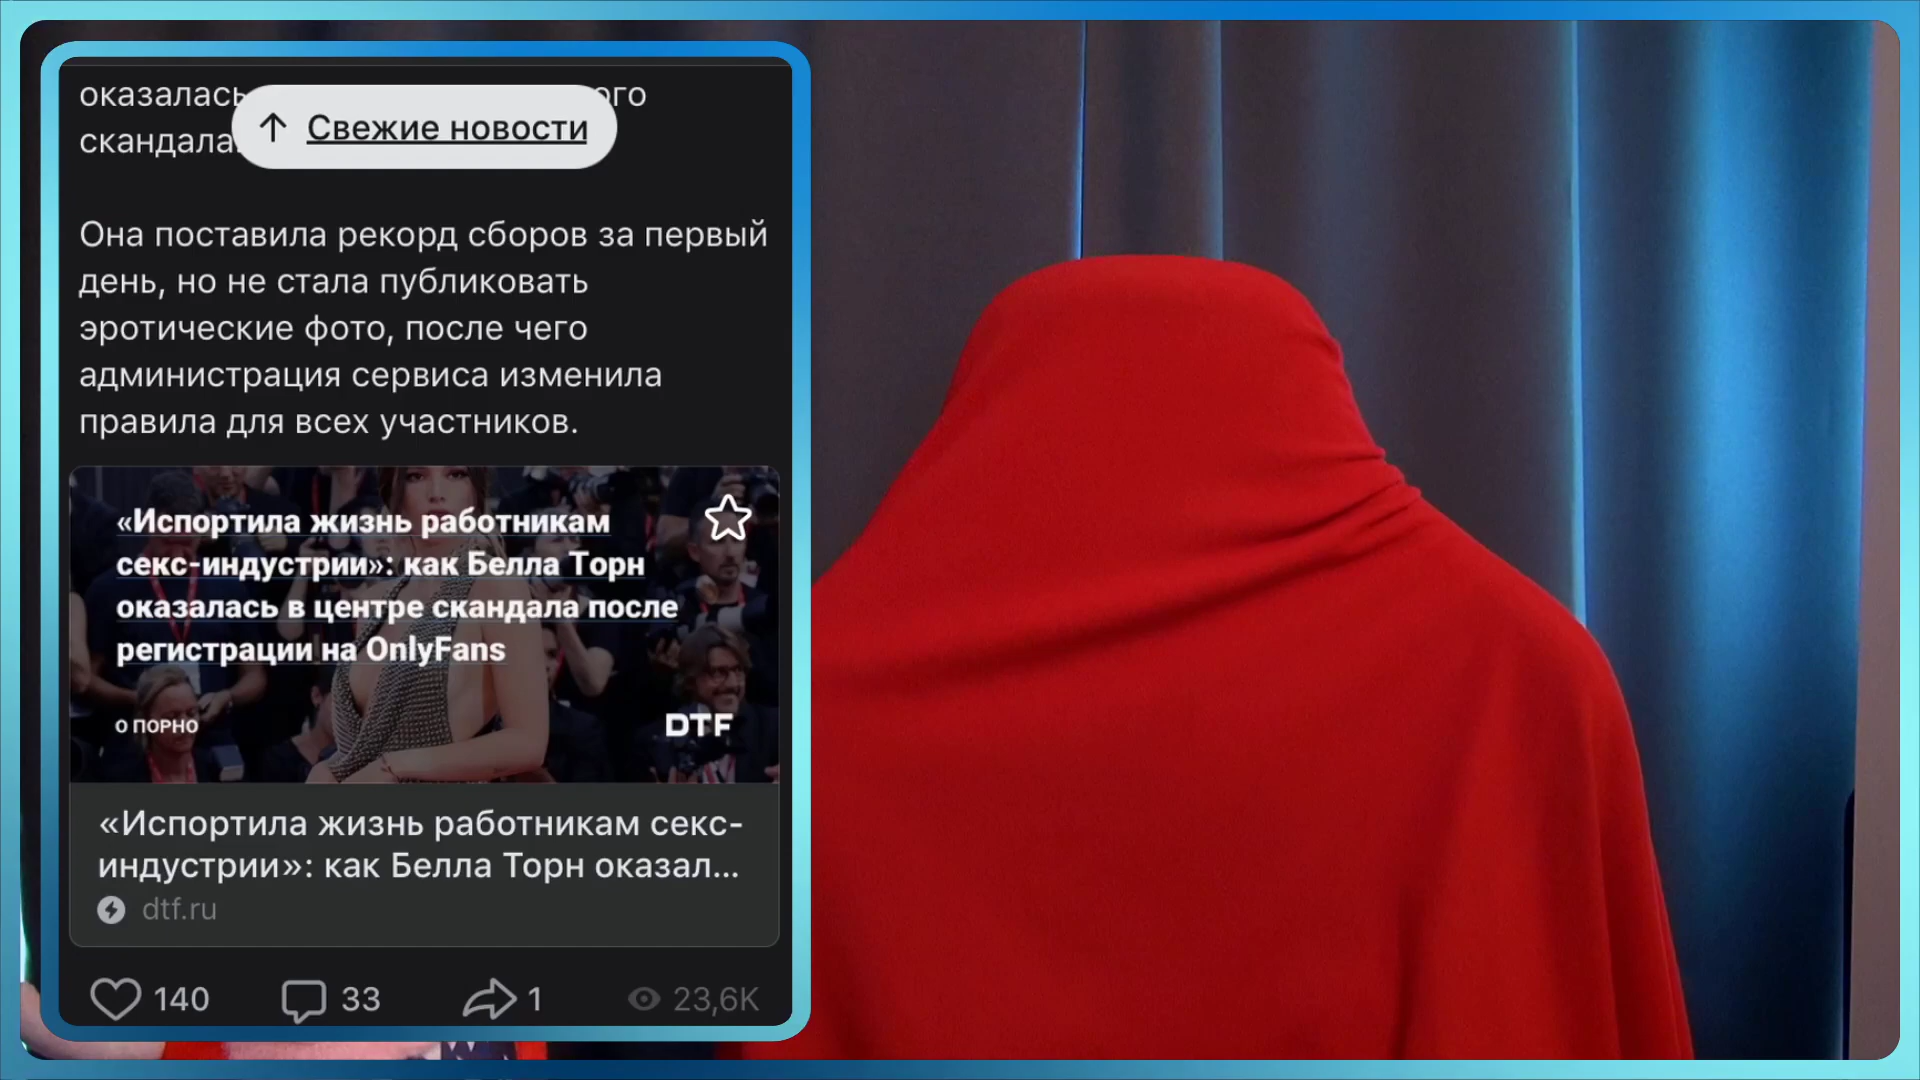 оказалась
ого
скандала.
Свежие новости
Она поставила рекорд сборов за первый
день, но не стала публиковать
эротические фото, после чего
администрация сервиса изменила
правила для всех участников.
«Испортила жизнь работникам
секс-индустрии»: как Белла Торн
оказалась в центре скандала после
регистрации на OnlyFans
О ПОРНО
DTF
«Испортила жизнь работникам секс-
индустрии»: как Белла Торн оказал...
dtf.ru
140 33 1 23,6K